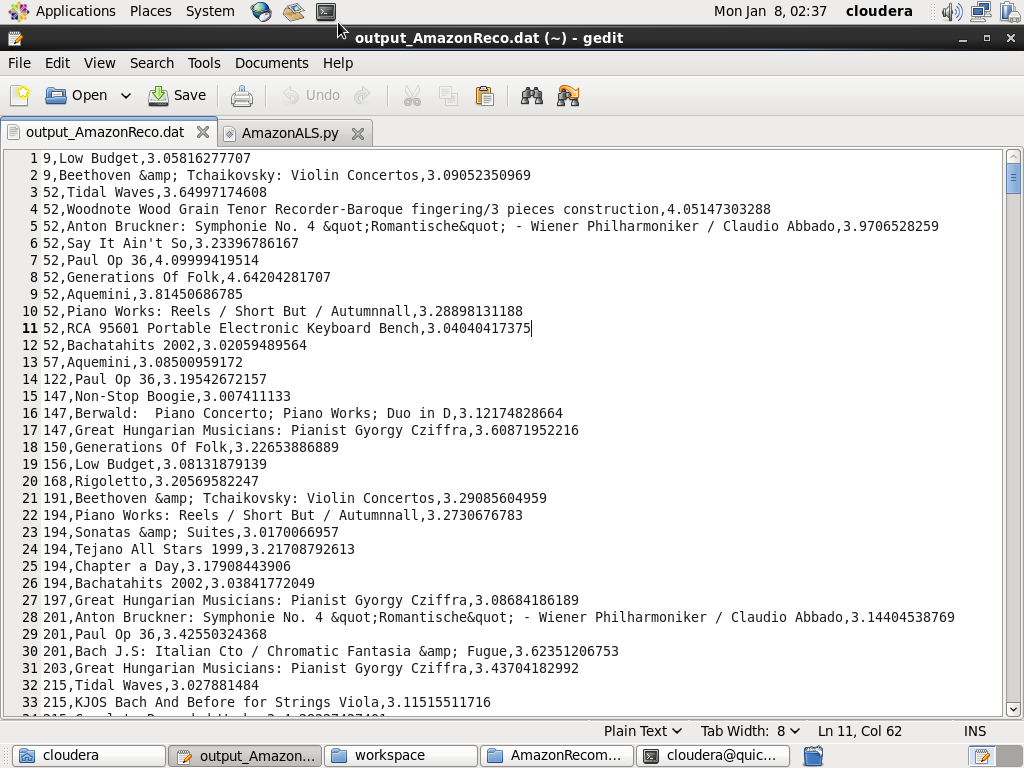 Applications Places System Mon Jan 8, 02:37 cloudera
output_AmazonReco.dat (~) - gedit
File Edit View Search Tools Documents Help
Open Save Undo
output_AmazonReco.dat AmazonALS.py
1 9,Low Budget,3.05816277707
2 9,Beethoven &amp; Tchaikovsky: Violin Concertos,3.09052350969
3 52,Tidal Waves,3.64997174608
4 52,Woodnote Wood Grain Tenor Recorder-Baroque fingering/3 pieces construction,4.05147303288
5 52,Anton Bruckner: Symphonie No. 4 &quot;Romantische&quot; - Wiener Philharmoniker / Claudio Abbado,3.9706528259
6 52,Say It Ain't So,3.23396786167
7 52,Paul Op 36,4.09999419514
8 52,Generations Of Folk,4.64204281707
9 52,Aquemini,3.81450686785
10 52,Piano Works: Reels / Short But / Autumnnall,3.28898131188
11 52,RCA 95601 Portable Electronic Keyboard Bench,3.04040417375
12 52,Bachatahits 2002,3.02059489564
13 57,Aquemini,3.08500959172
14 122,Paul Op 36,3.19542672157
15 147,Non-Stop Boogie,3.007411133
16 147,Berwald:  Piano Concerto; Piano Works; Duo in D,3.12174828664
17 147,Great Hungarian Musicians: Pianist Gyorgy Cziffra,3.60871952216
18 150,Generations Of Folk,3.22653886889
19 156,Low Budget,3.08131879139
20 168,Rigoletto,3.20569582247
21 191,Beethoven &amp; Tchaikovsky: Violin Concertos,3.29085604959
22 194,Piano Works: Reels / Short But / Autumnnall,3.2730676783
23 194,Sonatas &amp; Suites,3.0170066957
24 194,Tejano All Stars 1999,3.21708792613
25 194,Chapter a Day,3.17908443906
26 194,Bachatahits 2002,3.03841772049
27 197,Great Hungarian Musicians: Pianist Gyorgy Cziffra,3.08684186189
28 201,Anton Bruckner: Symphonie No. 4 &quot;Romantische&quot; - Wiener Philharmoniker / Claudio Abbado,3.14404538769
29 201,Paul Op 36,3.42550324368
30 201,Bach J.S: Italian Cto / Chromatic Fantasia &amp; Fugue,3.62351206753
31 203,Great Hungarian Musicians: Pianist Gyorgy Cziffra,3.43704182992
32 215,Tidal Waves,3.027881484
33 215,KJOS Bach And Before for Strings Viola,3.11515511716
Plain Text Tab Width: 8 Ln 11, Col 62 INS
cloudera output_Amazon... workspace AmazonRecom... cloudera@quic...